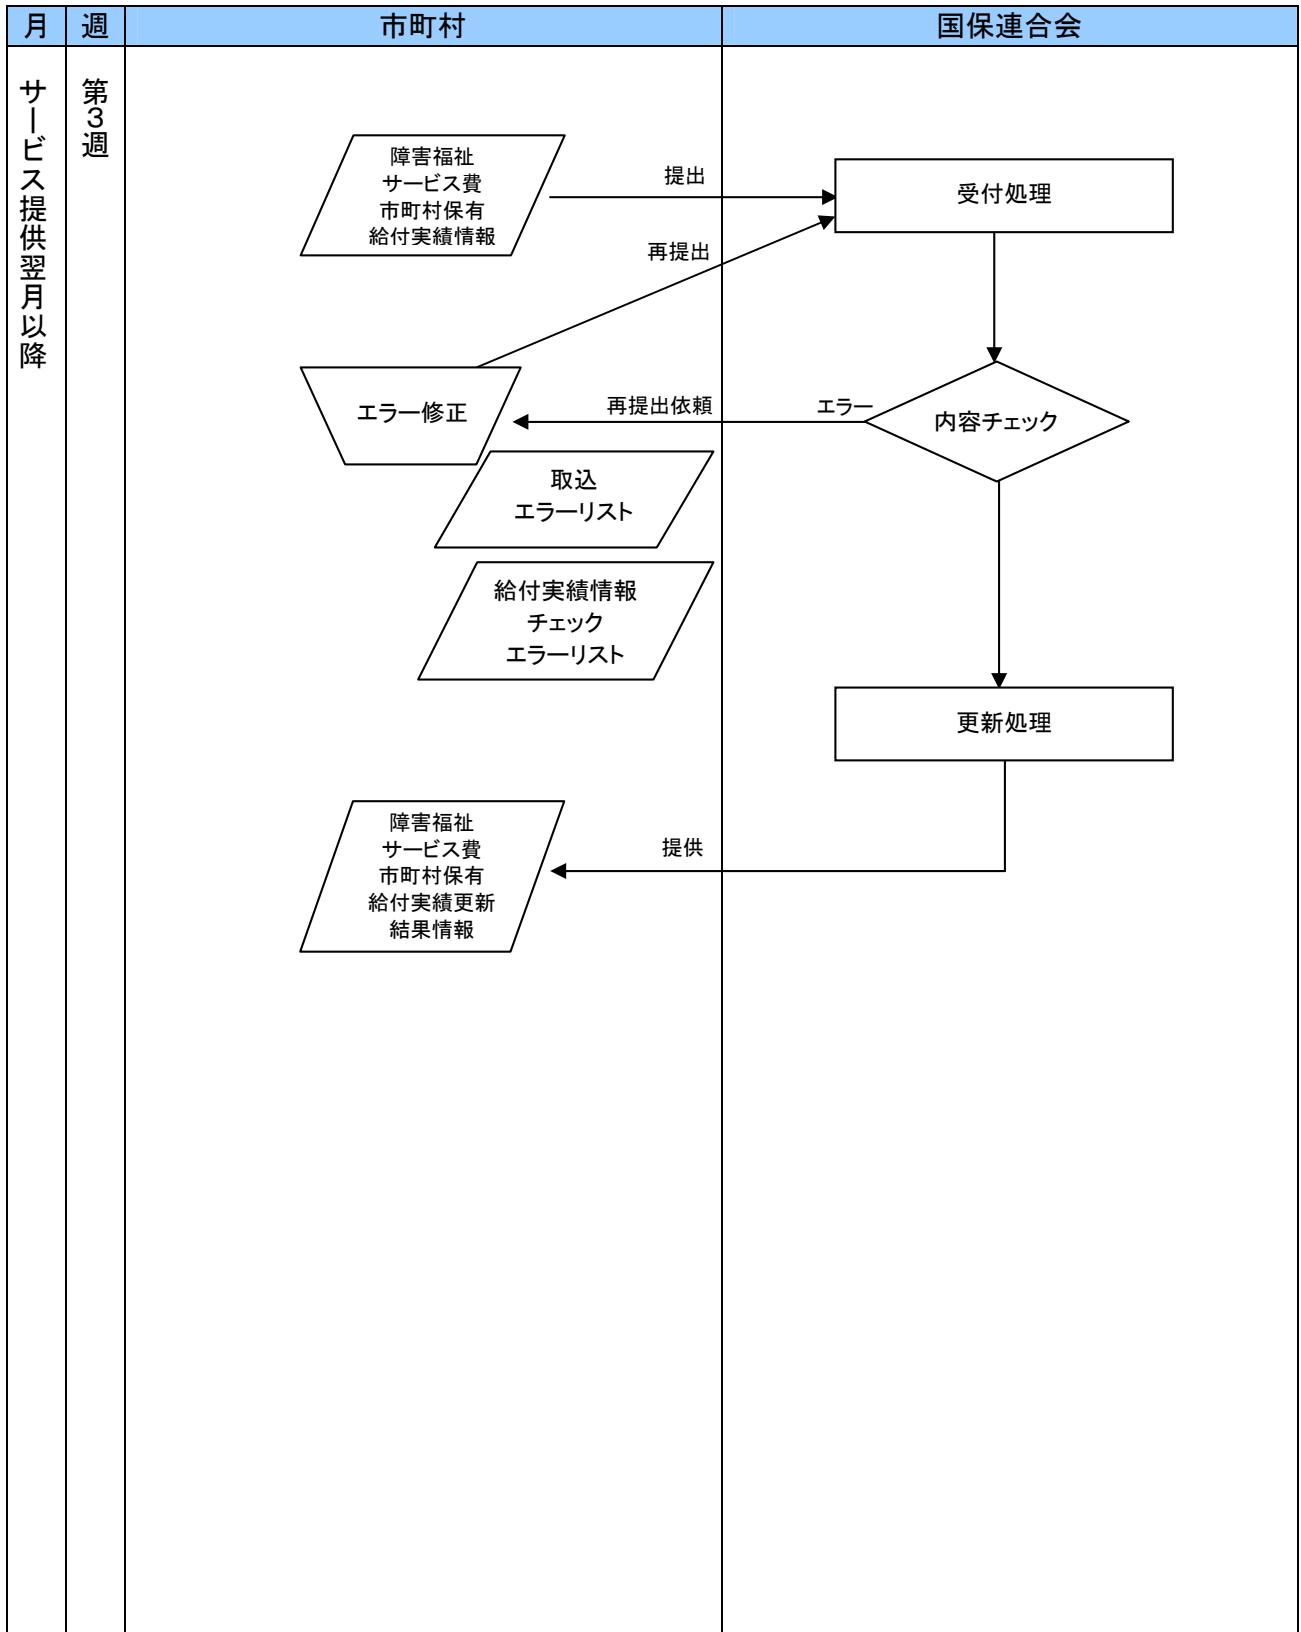 月
週
市町村
国保連合会
サービス提供翌月以降
第3週
障害福祉
サービス費
市町村保有
給付実績情報
提出
受付処理
再提出
エラー修正
再提出依頼
エラー
内容チェック
取込
エラーリスト
給付実績情報
チェック
エラーリスト
更新処理
障害福祉
サービス費
市町村保有
給付実績更新
結果情報
提供